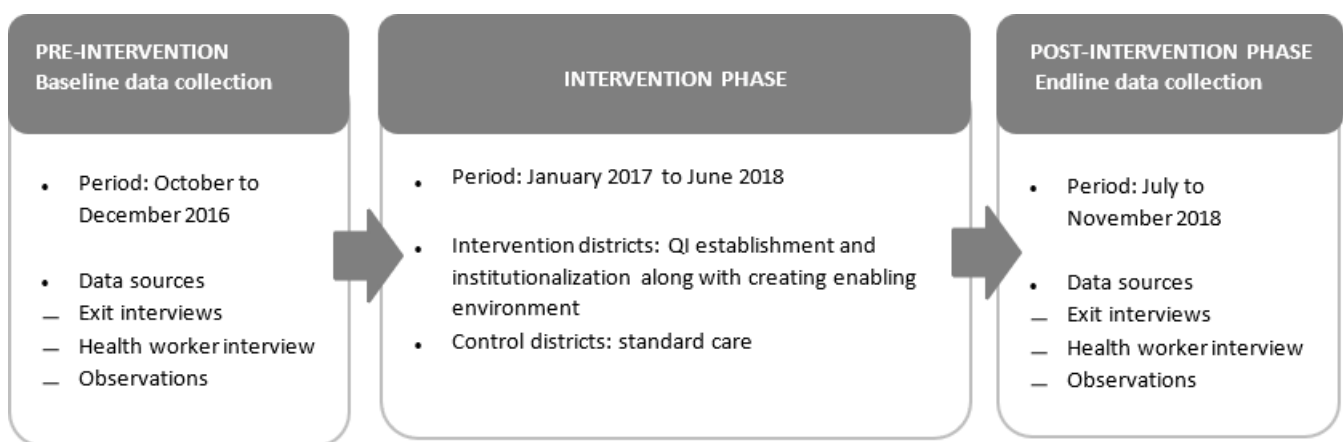 PRE-INTERVENTION
Baseline data collection
• Period: October to
December 2016
• Data sources
— Exit interviews
— Health worker interview
— Observations
INTERVENTION PHASE
• Period: January 2017 to June 2018
• Intervention districts: QI establishment and
institutionalization along with creating enabling
environment
• Control districts: standard care
POST-INTERVENTION PHASE
Endline data collection
• Period: July to
November 2018
• Data sources
— Exit interviews
— Health worker interview
— Observations